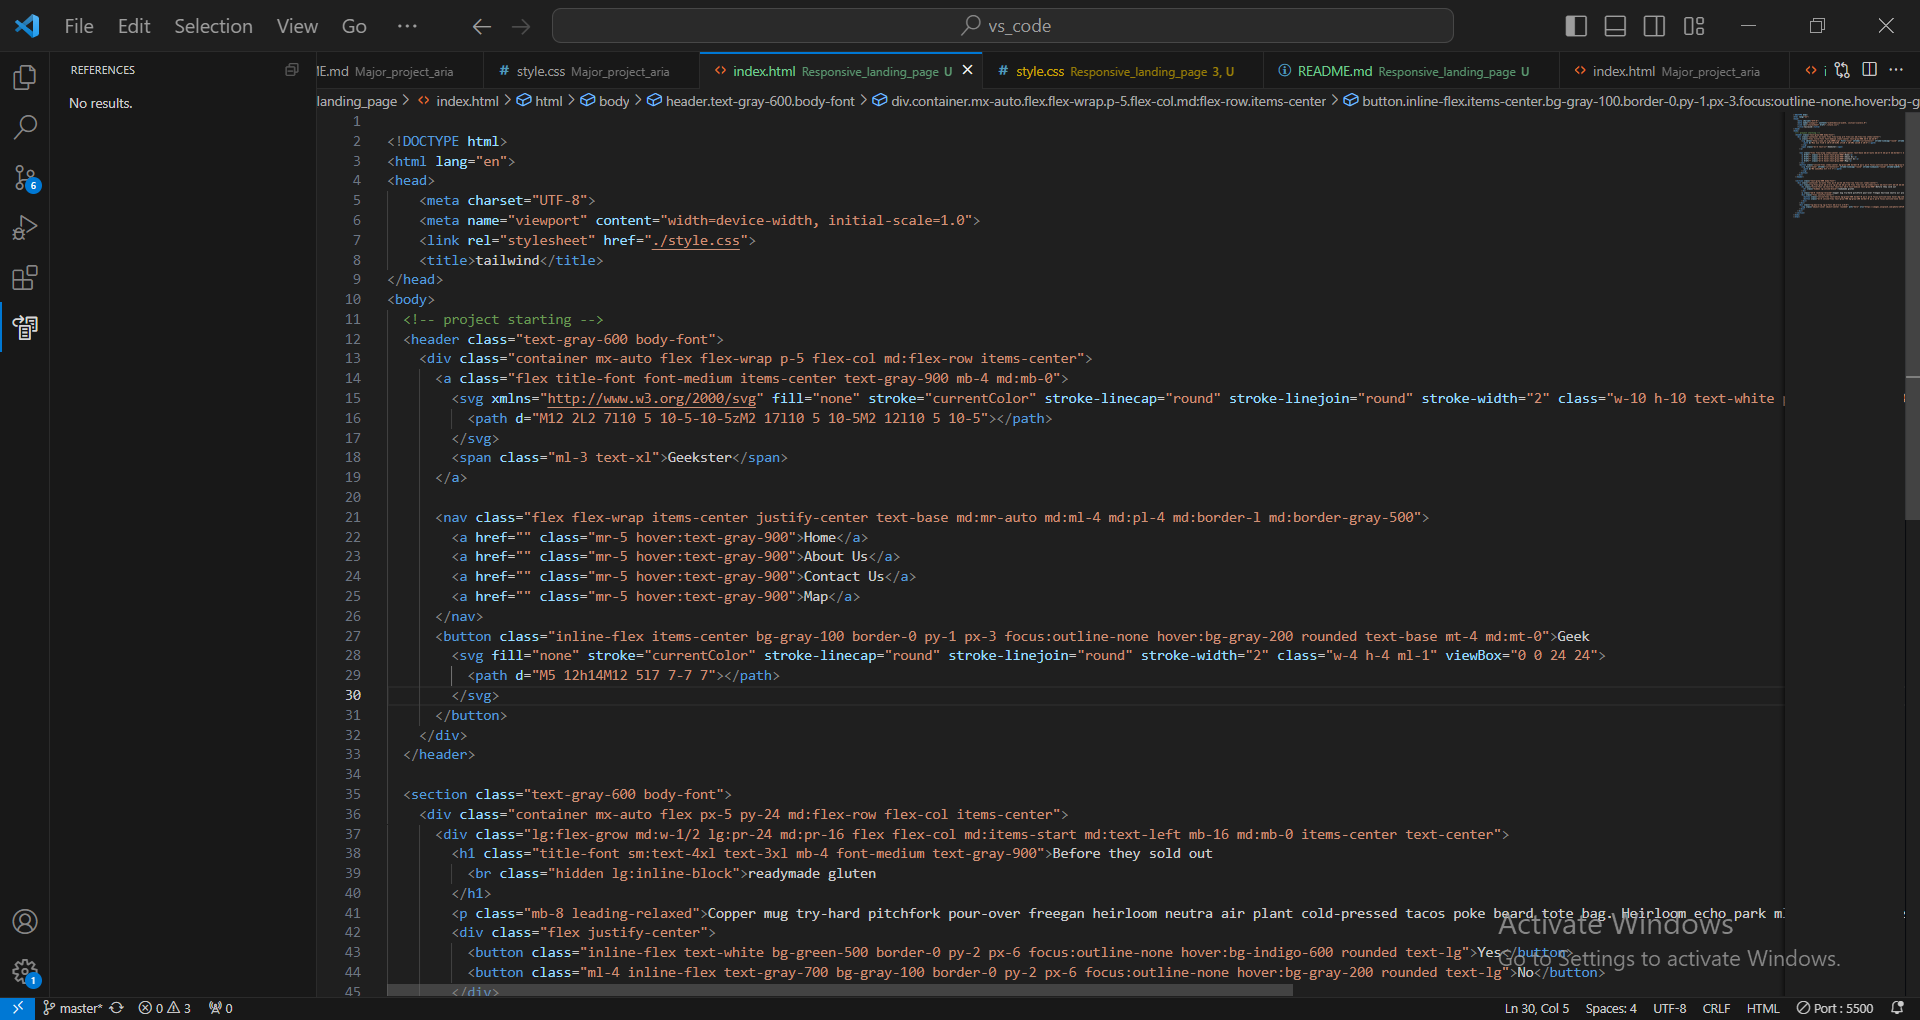 File Edit Selection View Go ··· vs_code
REFERENCES
No results.
E.md Major_project_aria # style.css Major_project_aria <> index.html Responsive_landing_page U # style.css Responsive_landing_page 3, U README.md Responsive_landing_page U <> index.html Major_project_aria <> i
landing_page > <> index.html > html > body > header.text-gray-600.body-font > div.container.mx-auto.flex.flex-wrap.p-5.flex-col.md:flex-row.items-center > button.inline-flex.items-center.bg-gray-100.border-0.py-1.px-3.focus:outline-none.hover:bg-g
1
2 <!DOCTYPE html>
3 <html lang="en">
4 <head>
5 <meta charset="UTF-8">
6 <meta name="viewport" content="width=device-width, initial-scale=1.0">
7 <link rel="stylesheet" href="./style.css">
8 <title>tailwind</title>
9 </head>
10 <body>
11 <!-- project starting -->
12 <header class="text-gray-600 body-font">
13 <div class="container mx-auto flex flex-wrap p-5 flex-col md:flex-row items-center">
14 <a class="flex title-font font-medium items-center text-gray-900 mb-4 md:mb-0">
15 <svg xmlns="http://www.w3.org/2000/svg" fill="none" stroke="currentColor" stroke-linecap="round" stroke-linejoin="round" stroke-width="2" class="w-10 h-10 text-white
16 <path d="M12 2L2 7l10 5 10-5-10-5zM2 17l10 5 10-5M2 12l10 5 10-5"></path>
17 </svg>
18 <span class="ml-3 text-xl">Geekster</span>
19 </a>
20
21 <nav class="flex flex-wrap items-center justify-center text-base md:mr-auto md:ml-4 md:pl-4 md:border-l md:border-gray-500">
22 <a href="" class="mr-5 hover:text-gray-900">Home</a>
23 <a href="" class="mr-5 hover:text-gray-900">About Us</a>
24 <a href="" class="mr-5 hover:text-gray-900">Contact Us</a>
25 <a href="" class="mr-5 hover:text-gray-900">Map</a>
26 </nav>
27 <button class="inline-flex items-center bg-gray-100 border-0 py-1 px-3 focus:outline-none hover:bg-gray-200 rounded text-base mt-4 md:mt-0">Geek
28 <svg fill="none" stroke="currentColor" stroke-linecap="round" stroke-linejoin="round" stroke-width="2" class="w-4 h-4 ml-1" viewBox="0 0 24 24">
29 <path d="M5 12h14M12 5l7 7-7 7"></path>
30 </svg>
31 </button>
32 </div>
33 </header>
34
35 <section class="text-gray-600 body-font">
36 <div class="container mx-auto flex px-5 py-24 md:flex-row flex-col items-center">
37 <div class="lg:flex-grow md:w-1/2 lg:pr-24 md:pr-16 flex flex-col md:items-start md:text-left mb-16 md:mb-0 items-center text-center">
38 <h1 class="title-font sm:text-4xl text-3xl mb-4 font-medium text-gray-900">Before they sold out
39 <br class="hidden lg:inline-block">readymade gluten
40 </h1>
41 <p class="mb-8 leading-relaxed">Copper mug try-hard pitchfork pour-over freegan heirloom neutra air plant cold-pressed tacos poke beard tote bag. Heirloom echo park m
42 <div class="flex justify-center">
43 <button class="inline-flex text-white bg-green-500 border-0 py-2 px-6 focus:outline-none hover:bg-indigo-600 rounded text-lg">Yes</button>
44 <button class="ml-4 inline-flex text-gray-700 bg-gray-100 border-0 py-2 px-6 focus:outline-none hover:bg-gray-200 rounded text-lg">No</button>
45 </div>
Activate Windows
Go to Settings to activate Windows.
6
1
master* 0 3 0 Ln 30, Col 5 Spaces: 4 UTF-8 CRLF HTML Port : 5500